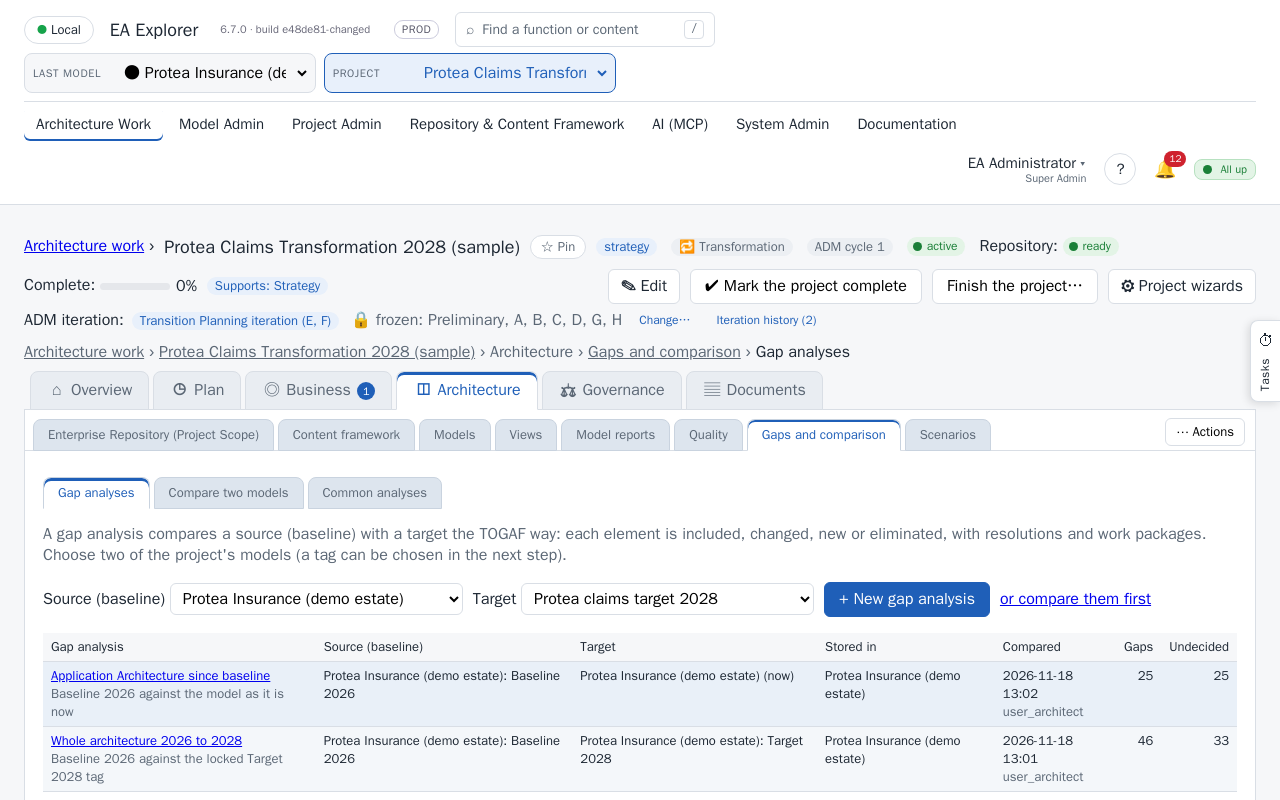 Local EA Explorer 6.7.0 · build e48de81-changed PROD Find a function or content /
LAST MODEL Protea Insurance (de PROJECT Protea Claims Transfor
Architecture Work Model Admin Project Admin Repository & Content Framework AI (MCP) System Admin Documentation
EA Administrator ▾ ? 12 All up
Super Admin
Architecture work › Protea Claims Transformation 2028 (sample) ☆ Pin strategy 🔁 Transformation ADM cycle 1 active Repository: ready
Complete: 0% Supports: Strategy ✎ Edit ✔ Mark the project complete Finish the project⋯ ⚙ Project wizards
ADM iteration: Transition Planning iteration (E, F) 🔒 frozen: Preliminary, A, B, C, D, G, H Change⋯ Iteration history (2)
Tasks
Architecture work › Protea Claims Transformation 2028 (sample) › Architecture › Gaps and comparison › Gap analyses
Overview Plan Business 1 Architecture Governance Documents
Enterprise Repository (Project Scope) Content framework Models Views Model reports Quality Gaps and comparison Scenarios ⋯ Actions
Gap analyses Compare two models Common analyses
A gap analysis compares a source (baseline) with a target the TOGAF way: each element is included, changed, new or eliminated, with resolutions and work packages.
Choose two of the project's models (a tag can be chosen in the next step).
Source (baseline) Protea Insurance (demo estate) Target Protea claims target 2028 + New gap analysis or compare them first
Gap analysis Source (baseline) Target Stored in Compared Gaps Undecided
Application Architecture since baseline Protea Insurance (demo estate): Baseline Protea Insurance (demo estate) (now) Protea Insurance (demo 2026-11-18 25 25
Baseline 2026 against the model as it is 2026 estate) 13:02
now user_architect
Whole architecture 2026 to 2028 Protea Insurance (demo estate): Baseline Protea Insurance (demo estate): Target Protea Insurance (demo 2026-11-18 46 33
Baseline 2026 against the locked Target 2026 2028 estate) 13:01
2028 tag user_architect